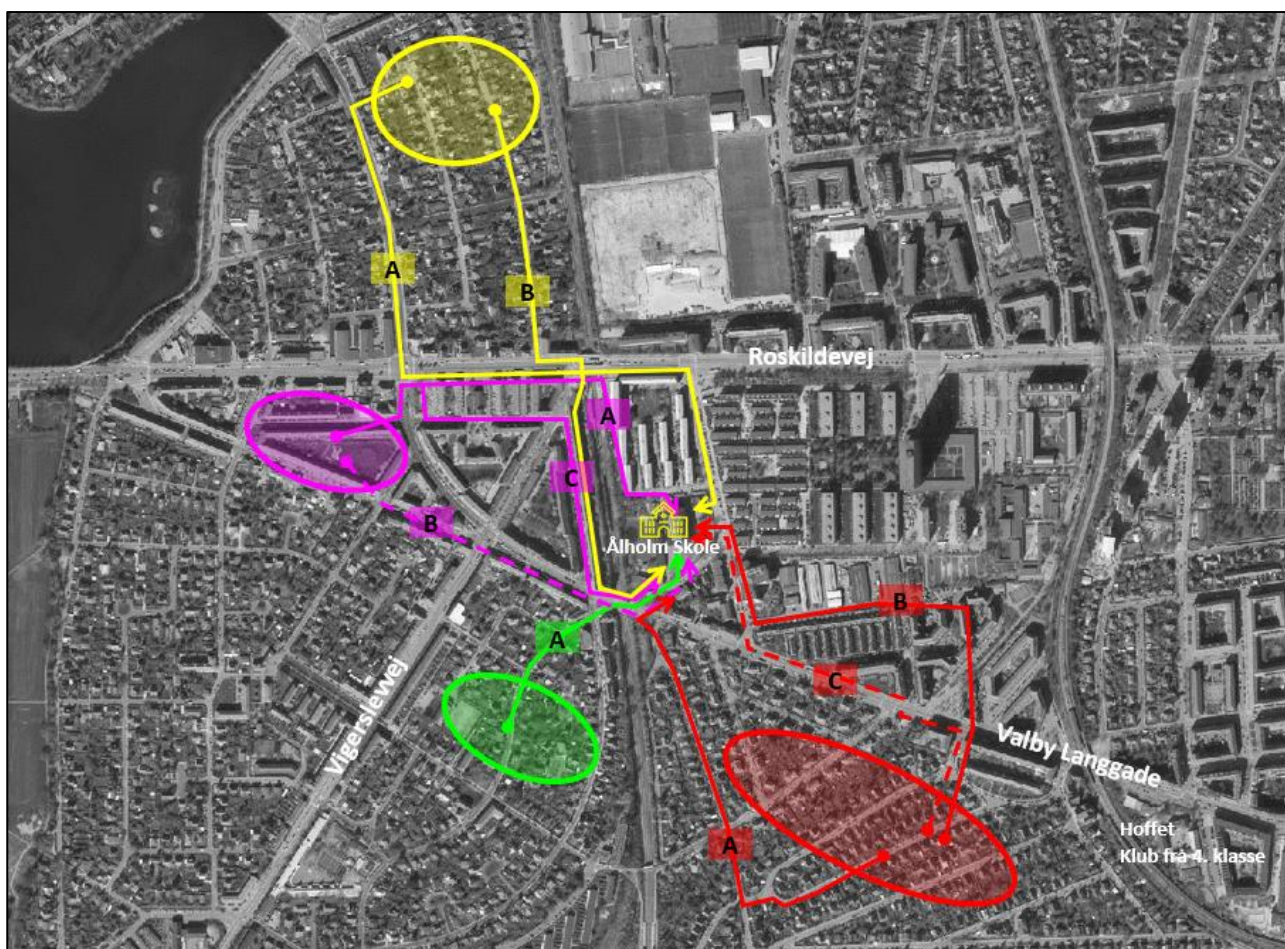 A
B
Roskildevej
A
C
B
Ålholm Skole
B
A
C
Vigerslevvej
Valby Langgade
A
Hoffet
Klub fra 4. klasse